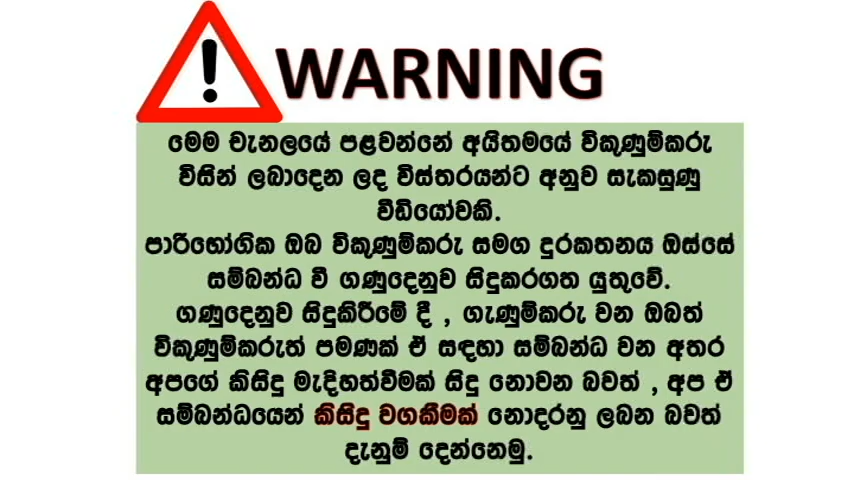 WARNING
මෙම චැනලයේ පළවන්නේ අයිතමයේ විකුණුම්කරු
විසින් ලබාදෙන ලද විස්තරයන්ට අනුව සැකසුණු
වීඩියෝවකි.
පාරිභෝගික ඔබ විකුණුම්කරු සමග දුරකතනය ඔස්සේ
සම්බන්ධ වී ගණුදෙනුව සිදුකරගත යුතුවේ.
ගණුදෙනුව සිදුකිරීමේ දී , ගැණුම්කරු වන ඔබත්
විකුණුම්කරුත් පමණක් ඒ සඳහා සම්බන්ධ වන අතර
අපගේ කිසිදු මැදිහත්වීමක් සිදු නොවන බවත් , අප ඒ
සම්බන්ධයෙන් කිසිදු වගකීමක් නොදරනු ලබන බවත්
දැනුම් දෙන්නෙමු.